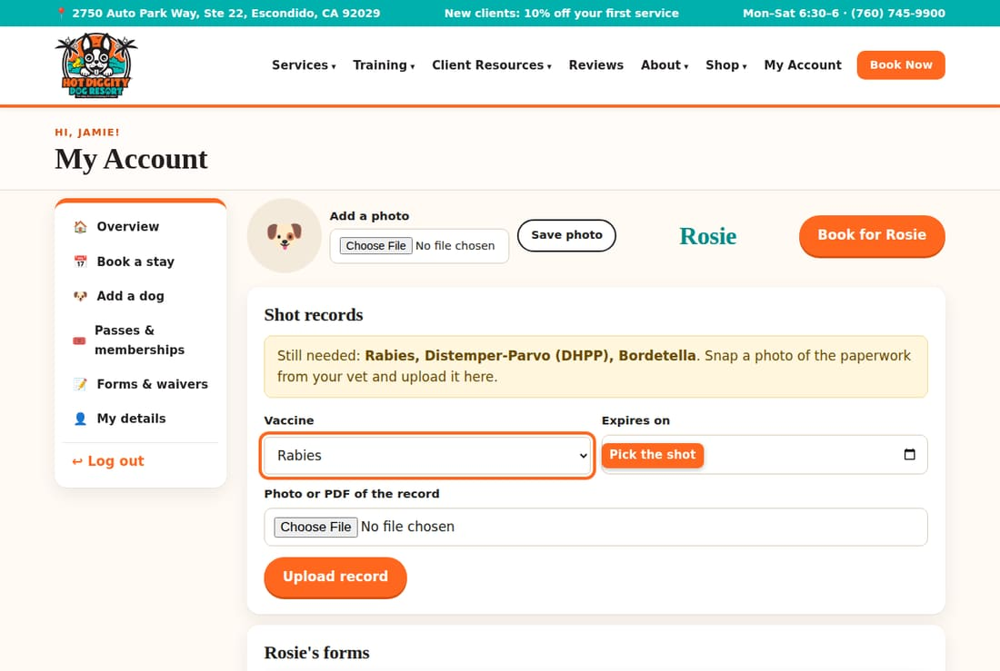 2750 Auto Park Way, Ste 22, Escondido, CA 92029
New clients: 10% off your first service
Mon–Sat 6:30–6 · (760) 745-9900
HOT DIGGITY
DOG RESORT
Services
Training
Client Resources
Reviews
About
Shop
My Account
Book Now
HI, JAMIE!
My Account
Overview
Book a stay
Add a dog
Passes &
memberships
Forms & waivers
My details
↩ Log out
Add a photo
Choose File No file chosen
Save photo
Rosie
Book for Rosie
Shot records
Still needed: Rabies, Distemper-Parvo (DHPP), Bordetella. Snap a photo of the paperwork
from your vet and upload it here.
Vaccine
Expires on
Rabies
Pick the shot
Photo or PDF of the record
Choose File No file chosen
Upload record
Rosie's forms